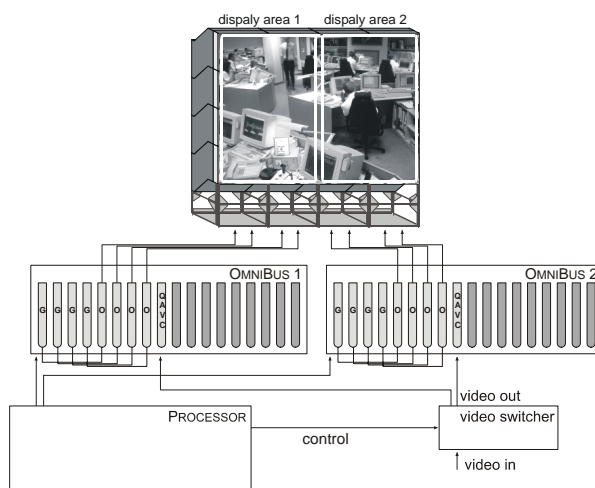 dispaly area 1 dispaly area 2
OMNIBUS 1
OMNIBUS 2
G G G G O O O O QAVC
G G G G O O O O QAVC
video out
PROCESSOR
video switcher
control
video in